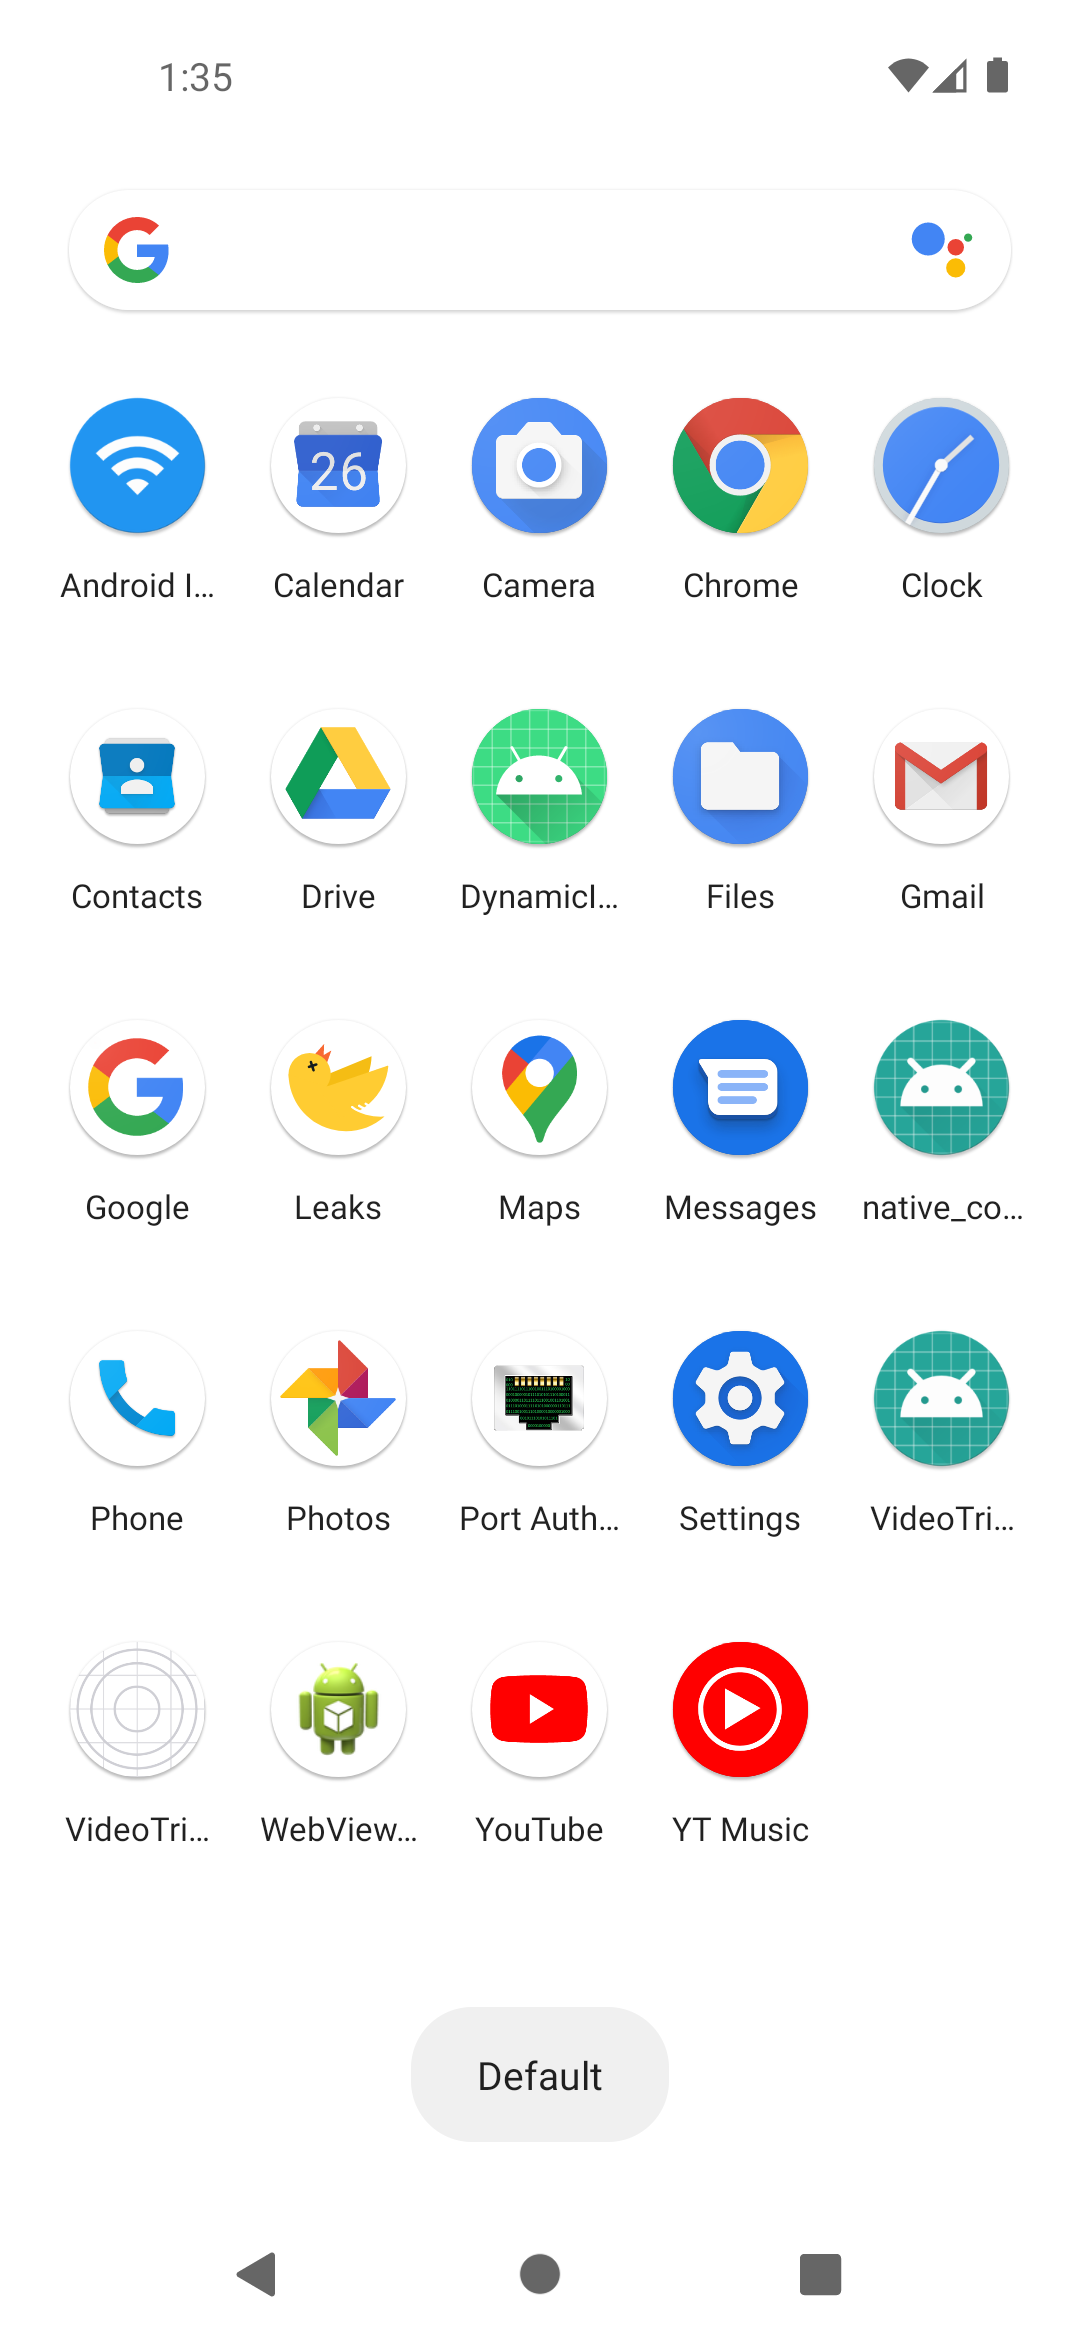 1:35
26
Android I...
Calendar
Camera
Chrome
Clock
Contacts
Drive
DynamicI...
Files
Gmail
Google
Leaks
Maps
Messages
native_co...
Phone
Photos
Port Auth...
Settings
VideoTri...
VideoTri...
WebView...
YouTube
YT Music
Default